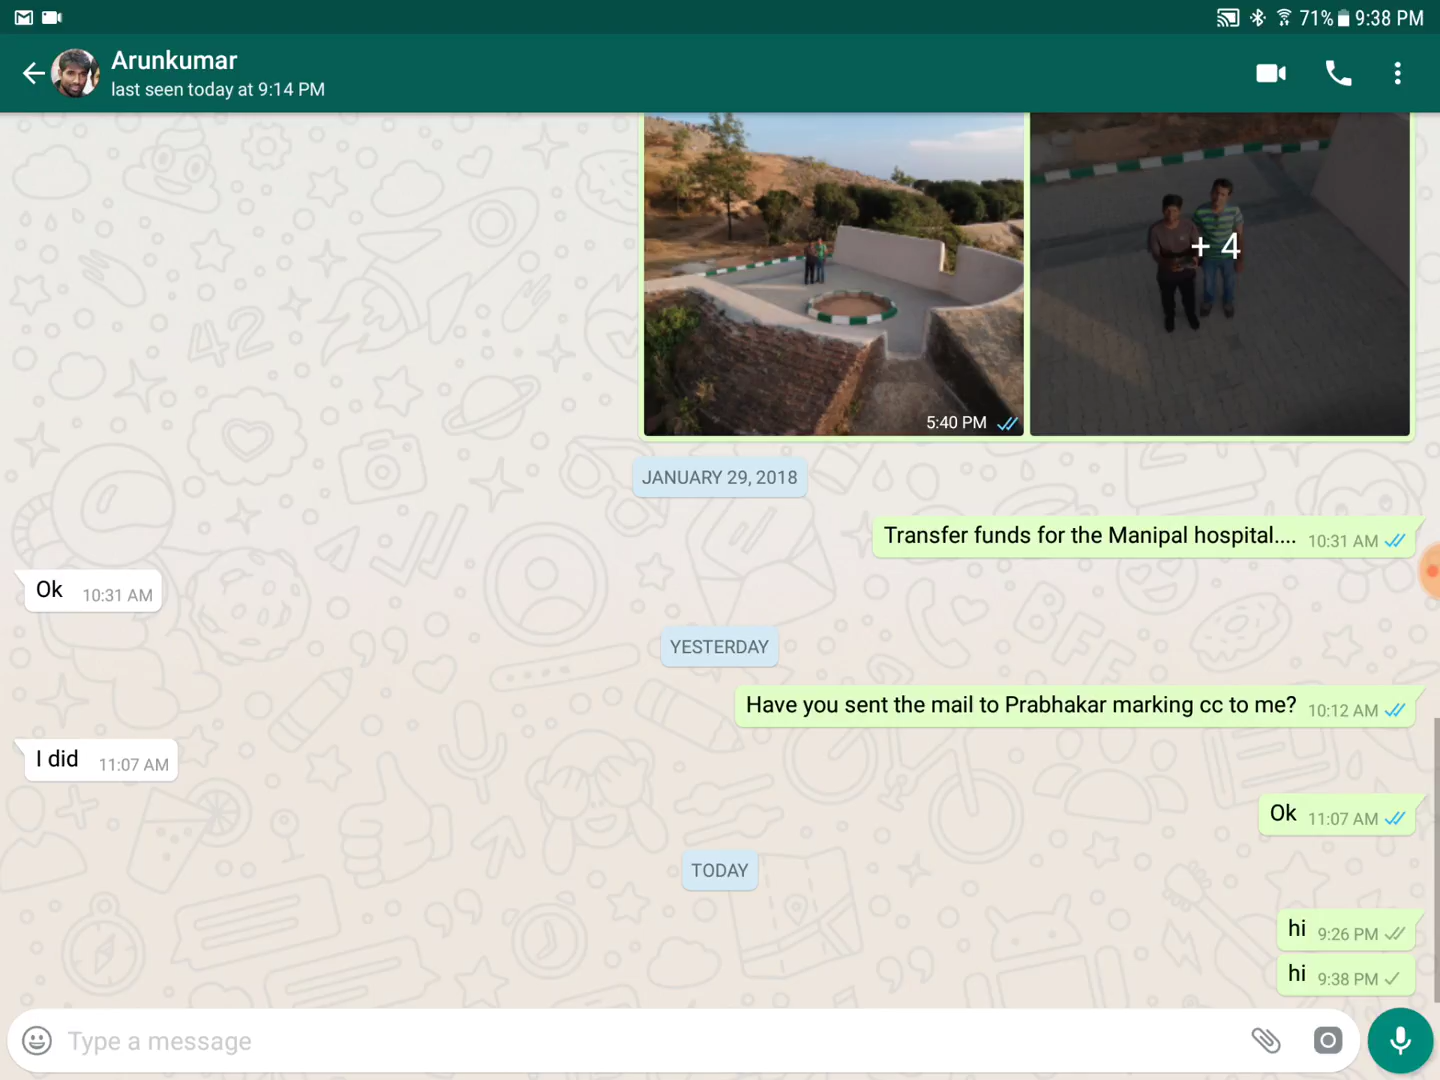 71% 9:38 PM
Arunkumar
last seen today at 9:14 PM
+ 4
5:40 PM
JANUARY 29, 2018
Transfer funds for the Manipal hospital.... 10:31 AM
Ok 10:31 AM
YESTERDAY
Have you sent the mail to Prabhakar marking cc to me? 10:12 AM
I did 11:07 AM
Ok 11:07 AM
TODAY
hi 9:26 PM
hi 9:38 PM
Type a message